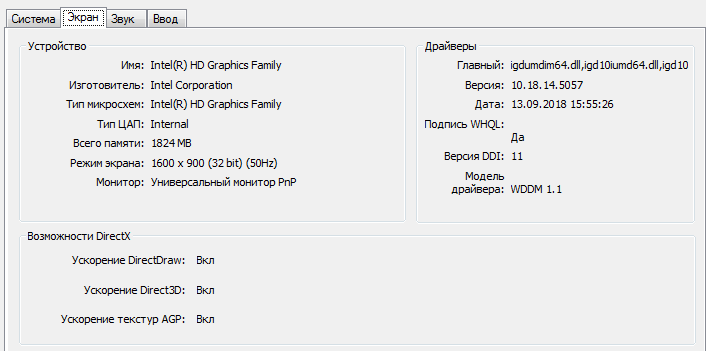 Система Экран Звук Ввод
Устройство
Имя: Intel(R) HD Graphics Family
Изготовитель: Intel Corporation
Тип микросхем: Intel(R) HD Graphics Family
Тип ЦАП: Internal
Всего памяти: 1824 MB
Режим экрана: 1600 x 900 (32 bit) (50Hz)
Монитор: Универсальный монитор PnP
Драйверы
Главный: igdumdim64.dll,igd10iumd64.dll,igd10
Версия: 10.18.14.5057
Дата: 13.09.2018 15:55:26
Подпись WHQL:
Да
Версия DDI: 11
Модель
драйвера: WDDM 1.1
Возможности DirectX
Ускорение DirectDraw: Вкл
Ускорение Direct3D: Вкл
Ускорение текстур AGP: Вкл